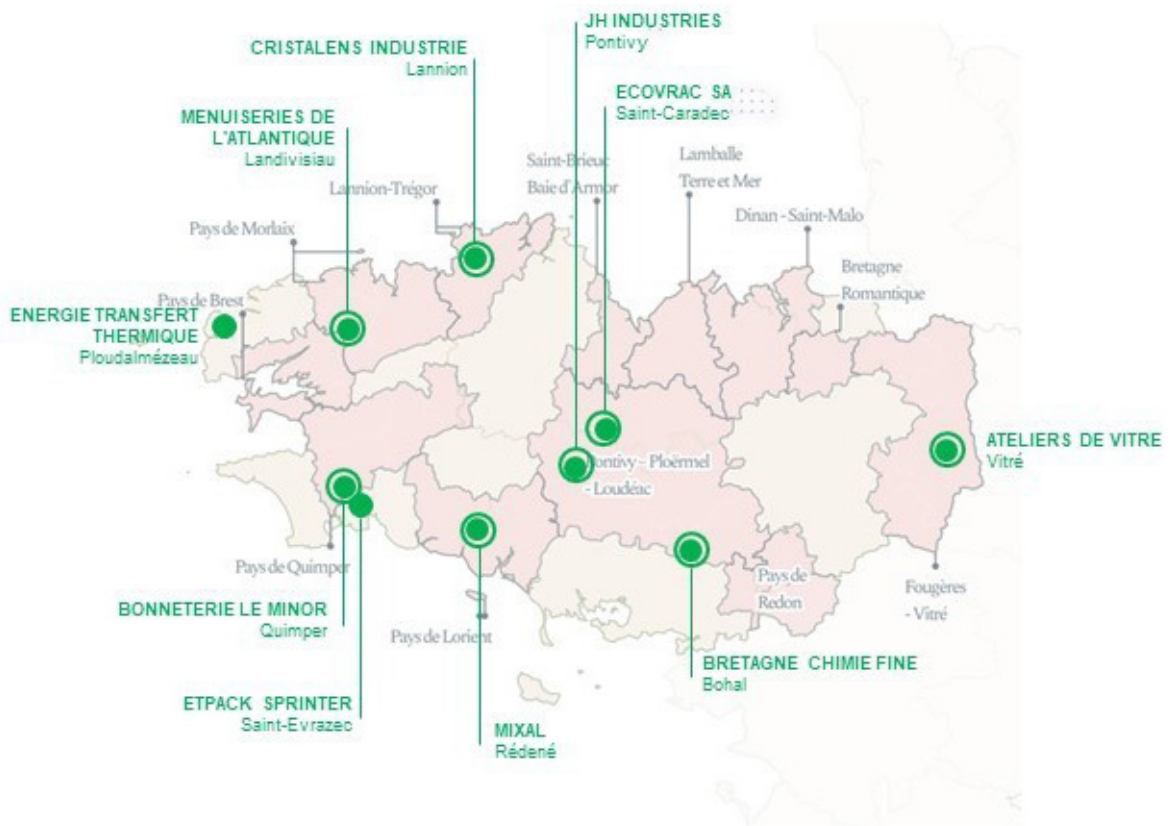 JH INDUSTRIES
Pontivy
CRISTALENS INDUSTRIE
Lannion
ECOVRAC SA
Saint-Caradec
MENUISERIES DE
L'ATLANTIQUE
Landivisiau
Saint-Brieuc
Baie d'Armor
Lamballe
Terre et Mer
Lannion-Trégor
Dinan - Saint-Malo
Pays de Morlaix
Bretagne
Romantique
Pays de Brest
ENERGIE TRANSFERT
THERMIQUE
Ploudalmézeau
ATELIERS DE VITRE
Vitré
Pontivy - Ploërmel
- Loudéac
Pays de Quimper
Pays de
Redon
Fougères
- Vitré
BONNETERIE LE MINOR
Quimper
Pays de Lorient
BRETAGNE CHIMIE FINE
Bohal
ETPACK SPRINTER
Saint-Evrazec
MIXAL
Rédené